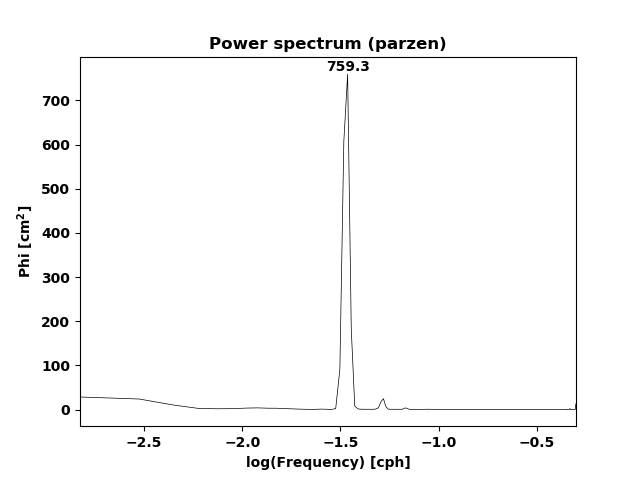 Power spectrum (parzen)
759.3
700
600
500
400
300
200
100
0
Phi [cm²]
−2.5 −2.0 −1.5 −1.0 −0.5
log(Frequency) [cph]